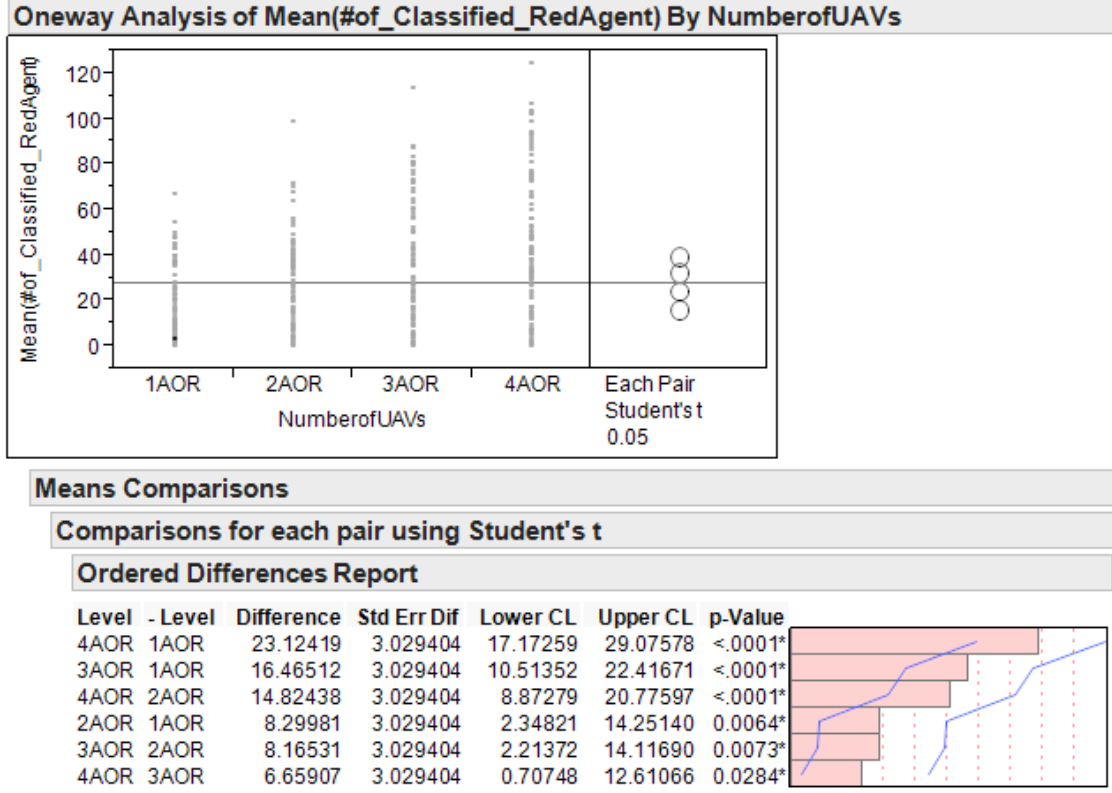 Oneway Analysis of Mean(#of_Classified_RedAgent) By NumberofUAVs
Mean(#of_Classified_RedAgent)
120
100
80
60
40
20
0
1AOR 2AOR 3AOR 4AOR
NumberofUAVs
Each Pair
Student's t
0.05
Means Comparisons
Comparisons for each pair using Student's t
Ordered Differences Report
Level - Level Difference Std Err Dif Lower CL Upper CL p-Value
4AOR 1AOR 23.12419 3.029404 17.17259 29.07578 <.0001*
3AOR 1AOR 16.46512 3.029404 10.51352 22.41671 <.0001*
4AOR 2AOR 14.82438 3.029404 8.87279 20.77597 <.0001*
2AOR 1AOR 8.29981 3.029404 2.34821 14.25140 0.0064*
3AOR 2AOR 8.16531 3.029404 2.21372 14.11690 0.0073*
4AOR 3AOR 6.65907 3.029404 0.70748 12.61066 0.0284*